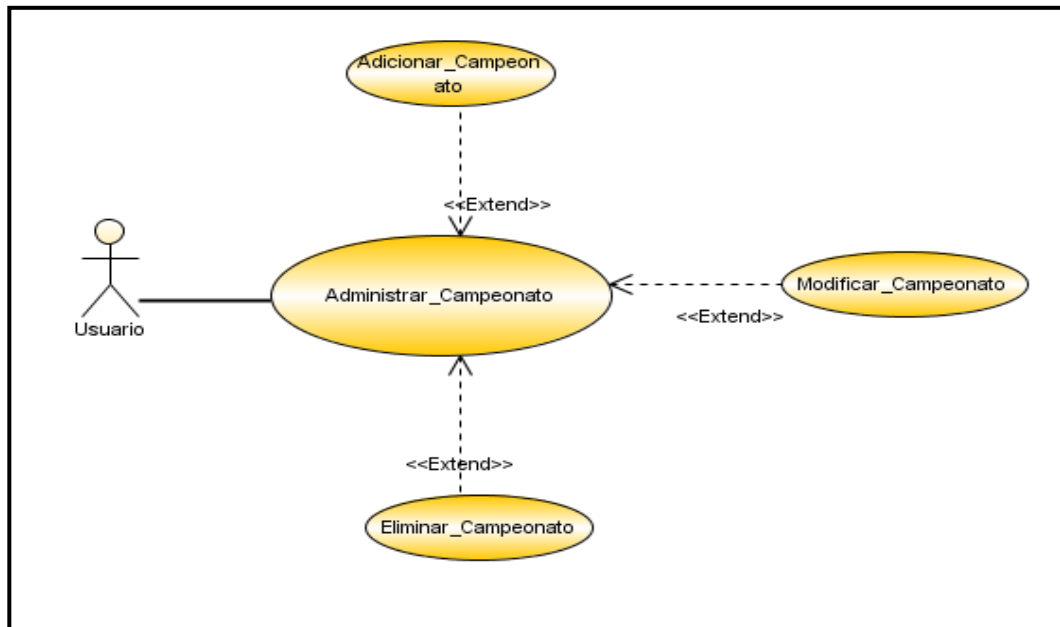 Adicionar_Campeon
ato
<<Extend>>
Administrar_Campeonato
Modificar_Campeonato
<<Extend>>
Usuario
<<Extend>>
Eliminar_Campeonato